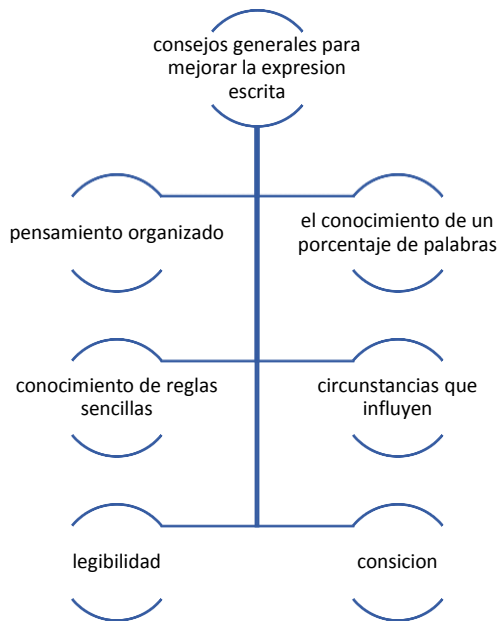 consejos generales para
mejorar la expresion
escrita
pensamiento organizado
el conocimiento de un
porcentaje de palabras
conocimiento de reglas
sencillas
circunstancias que
influyen
legibilidad
consicion